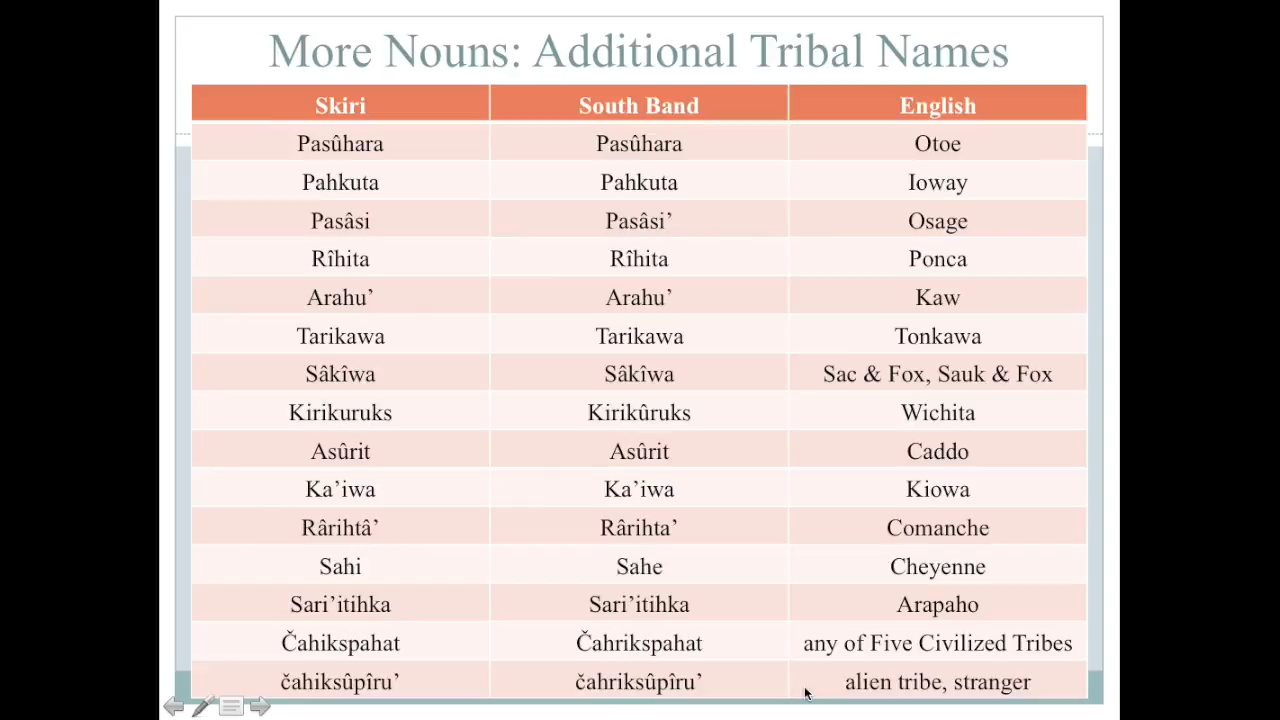 More Nouns: Additional Tribal Names
Skiri South Band English
Pasûhara Pasûhara Otoe
Pahkuta Pahkuta Ioway
Pasâsi Pasâsi’ Osage
Rîhita Rîhita Ponca
Arahu’ Arahu’ Kaw
Tarikawa Tarikawa Tonkawa
Sâkîwa Sâkîwa Sac & Fox, Sauk & Fox
Kirikuruks Kirikûruks Wichita
Asûrit Asûrit Caddo
Ka’iwa Ka’iwa Kiowa
Rârihtâ’ Rârihta’ Comanche
Sahi Sahe Cheyenne
Sari’itihka Sari’itihka Arapaho
Čahikspahat Čahrikspahat any of Five Civilized Tribes
čahiksûpîru’ čahriksûpîru’ alien tribe, stranger